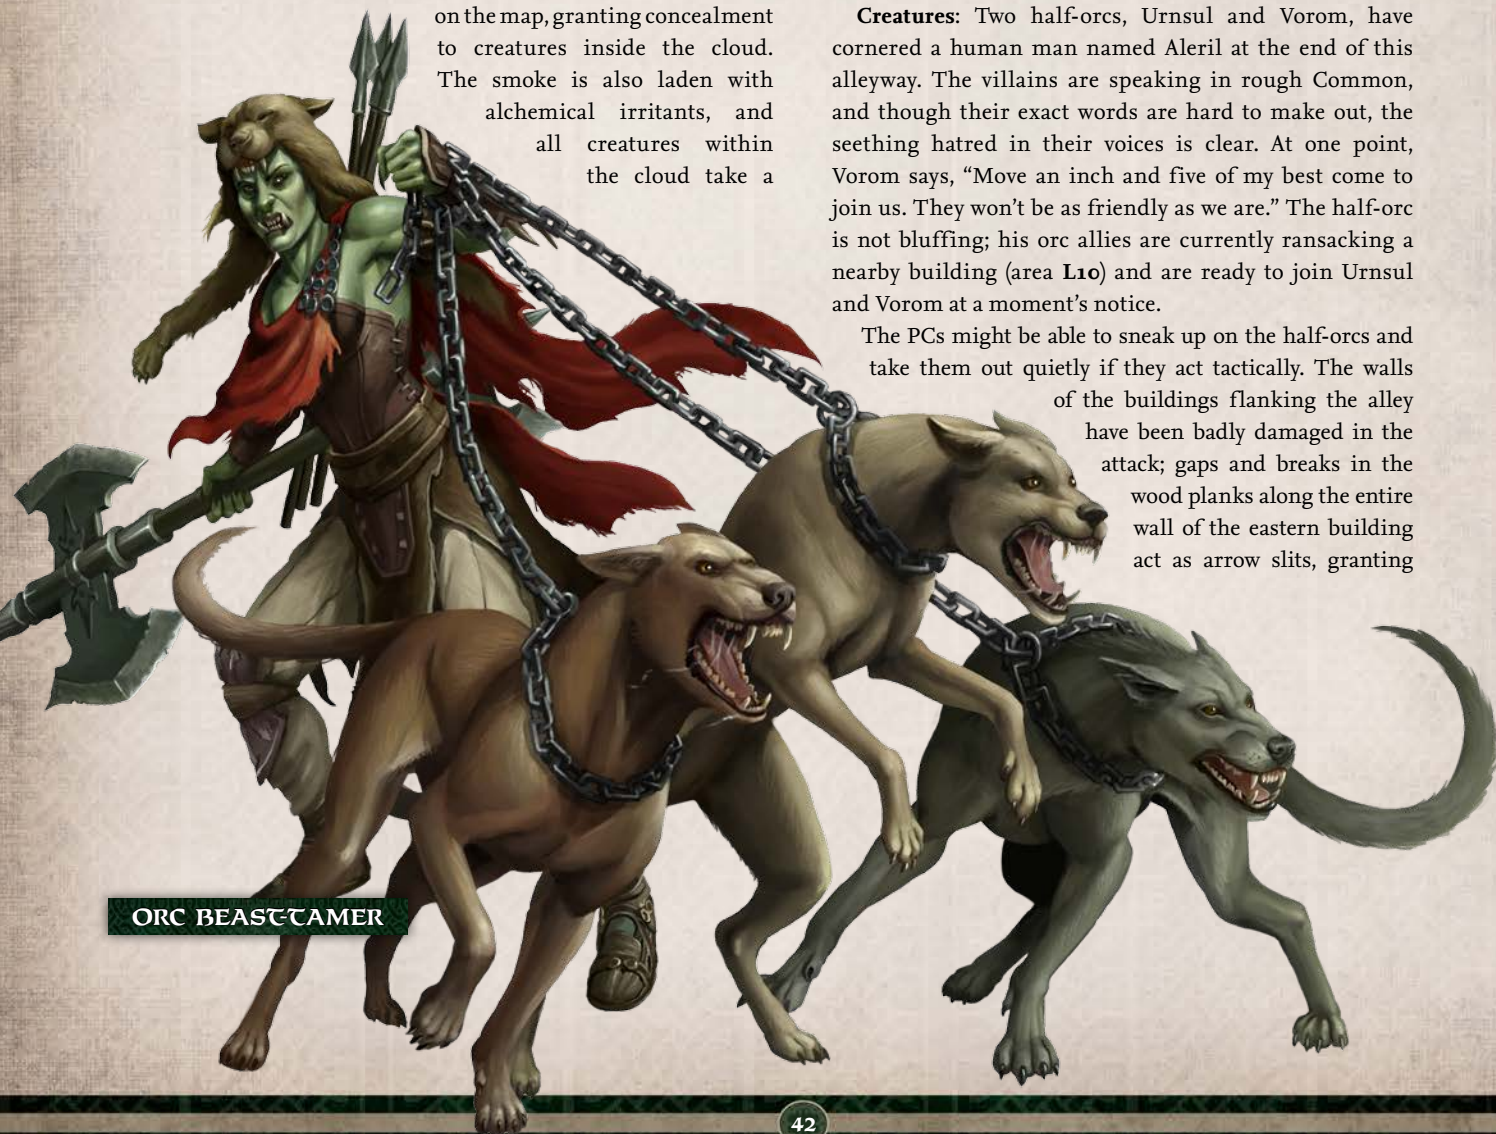 on the map, granting concealment
to creatures inside the cloud.
The smoke is also laden with
alchemical irritants, and
all creatures within
the cloud take a
Creatures: Two half-orcs, Urnsul and Vorom, have
cornered a human man named Aleril at the end of this
alleyway. The villains are speaking in rough Common,
and though their exact words are hard to make out, the
seething hatred in their voices is clear. At one point,
Vorom says, “Move an inch and five of my best come to
join us. They won’t be as friendly as we are.” The half-orc
is not bluffing; his orc allies are currently ransacking a
nearby building (area L10) and are ready to join Urnsul
and Vorom at a moment’s notice.
The PCs might be able to sneak up on the half-orcs and
take them out quietly if they act tactically. The walls
of the buildings flanking the alley
have been badly damaged in the
attack; gaps and breaks in the
wood planks along the entire
wall of the eastern building
act as arrow slits, granting
ORC BEAST-TAMER
42